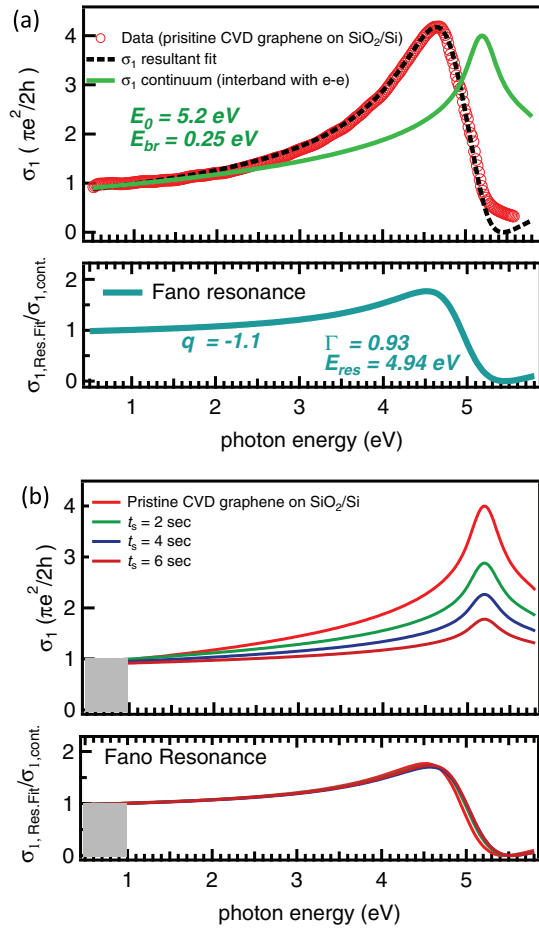 (a)
Data (prisitine CVD graphene on SiO2/Si)
σ1 resultant fit
σ1 continuum (interband with e-e)
E0 = 5.2 eV
Ebr = 0.25 eV
σ1 ( πe²/2h )
4
3
2
1
0
Fano resonance
q = -1.1
Γ = 0.93
Eres = 4.94 eV
σ1,Res.Fit/σ1,cont.
2
1
0
1 2 3 4 5
photon energy (eV)
(b)
Pristine CVD graphene on SiO2/Si
ts = 2 sec
ts = 4 sec
ts = 6 sec
σ1 (πe²/2h)
4
3
2
1
0
Fano Resonance
σ1, Res.Fit/σ1,cont.
2
1
0
1 2 3 4 5
photon energy (eV)